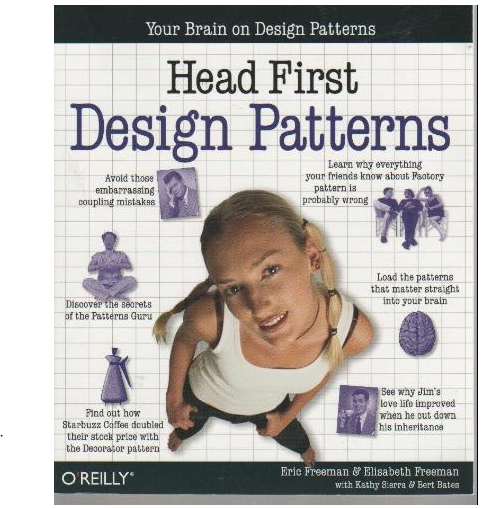 Your Brain on Design Patterns
Head First
Design Patterns
Avoid those
embarrassing
coupling mistakes
Learn why everything
your friends know about Factory
pattern is
probably wrong
Discover the secrets
of the Patterns Guru
Load the patterns
that matter straight
into your brain
Find out how
Starbuzz Coffee doubled
their stock price with
the Decorator pattern
See why Jim's
love life improved
when he cut down
his inheritance
O'REILLY®
Eric Freeman & Elisabeth Freeman
with Kathy Sierra & Bert Bates